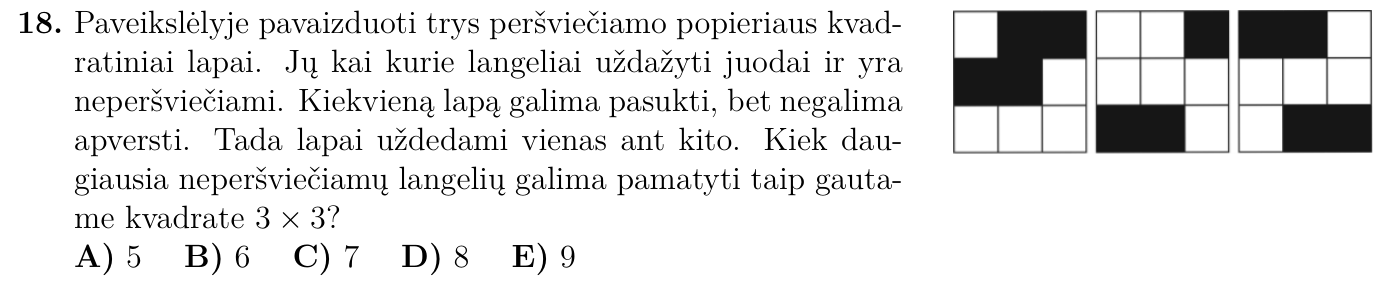 18. Paveikslėlyje pavaizduoti trys peršviečiamo popieriaus kvad-
ratiniai lapai. Jų kai kurie langeliai uždažyti juodai ir yra
neperšviečiami. Kiekvieną lapą galima pasukti, bet negalima
apversti. Tada lapai uždedami vienas ant kito. Kiek dau-
giausia neperšviečiamų langelių galima pamatyti taip gauta-
me kvadrate 3 × 3?
A) 5 B) 6 C) 7 D) 8 E) 9